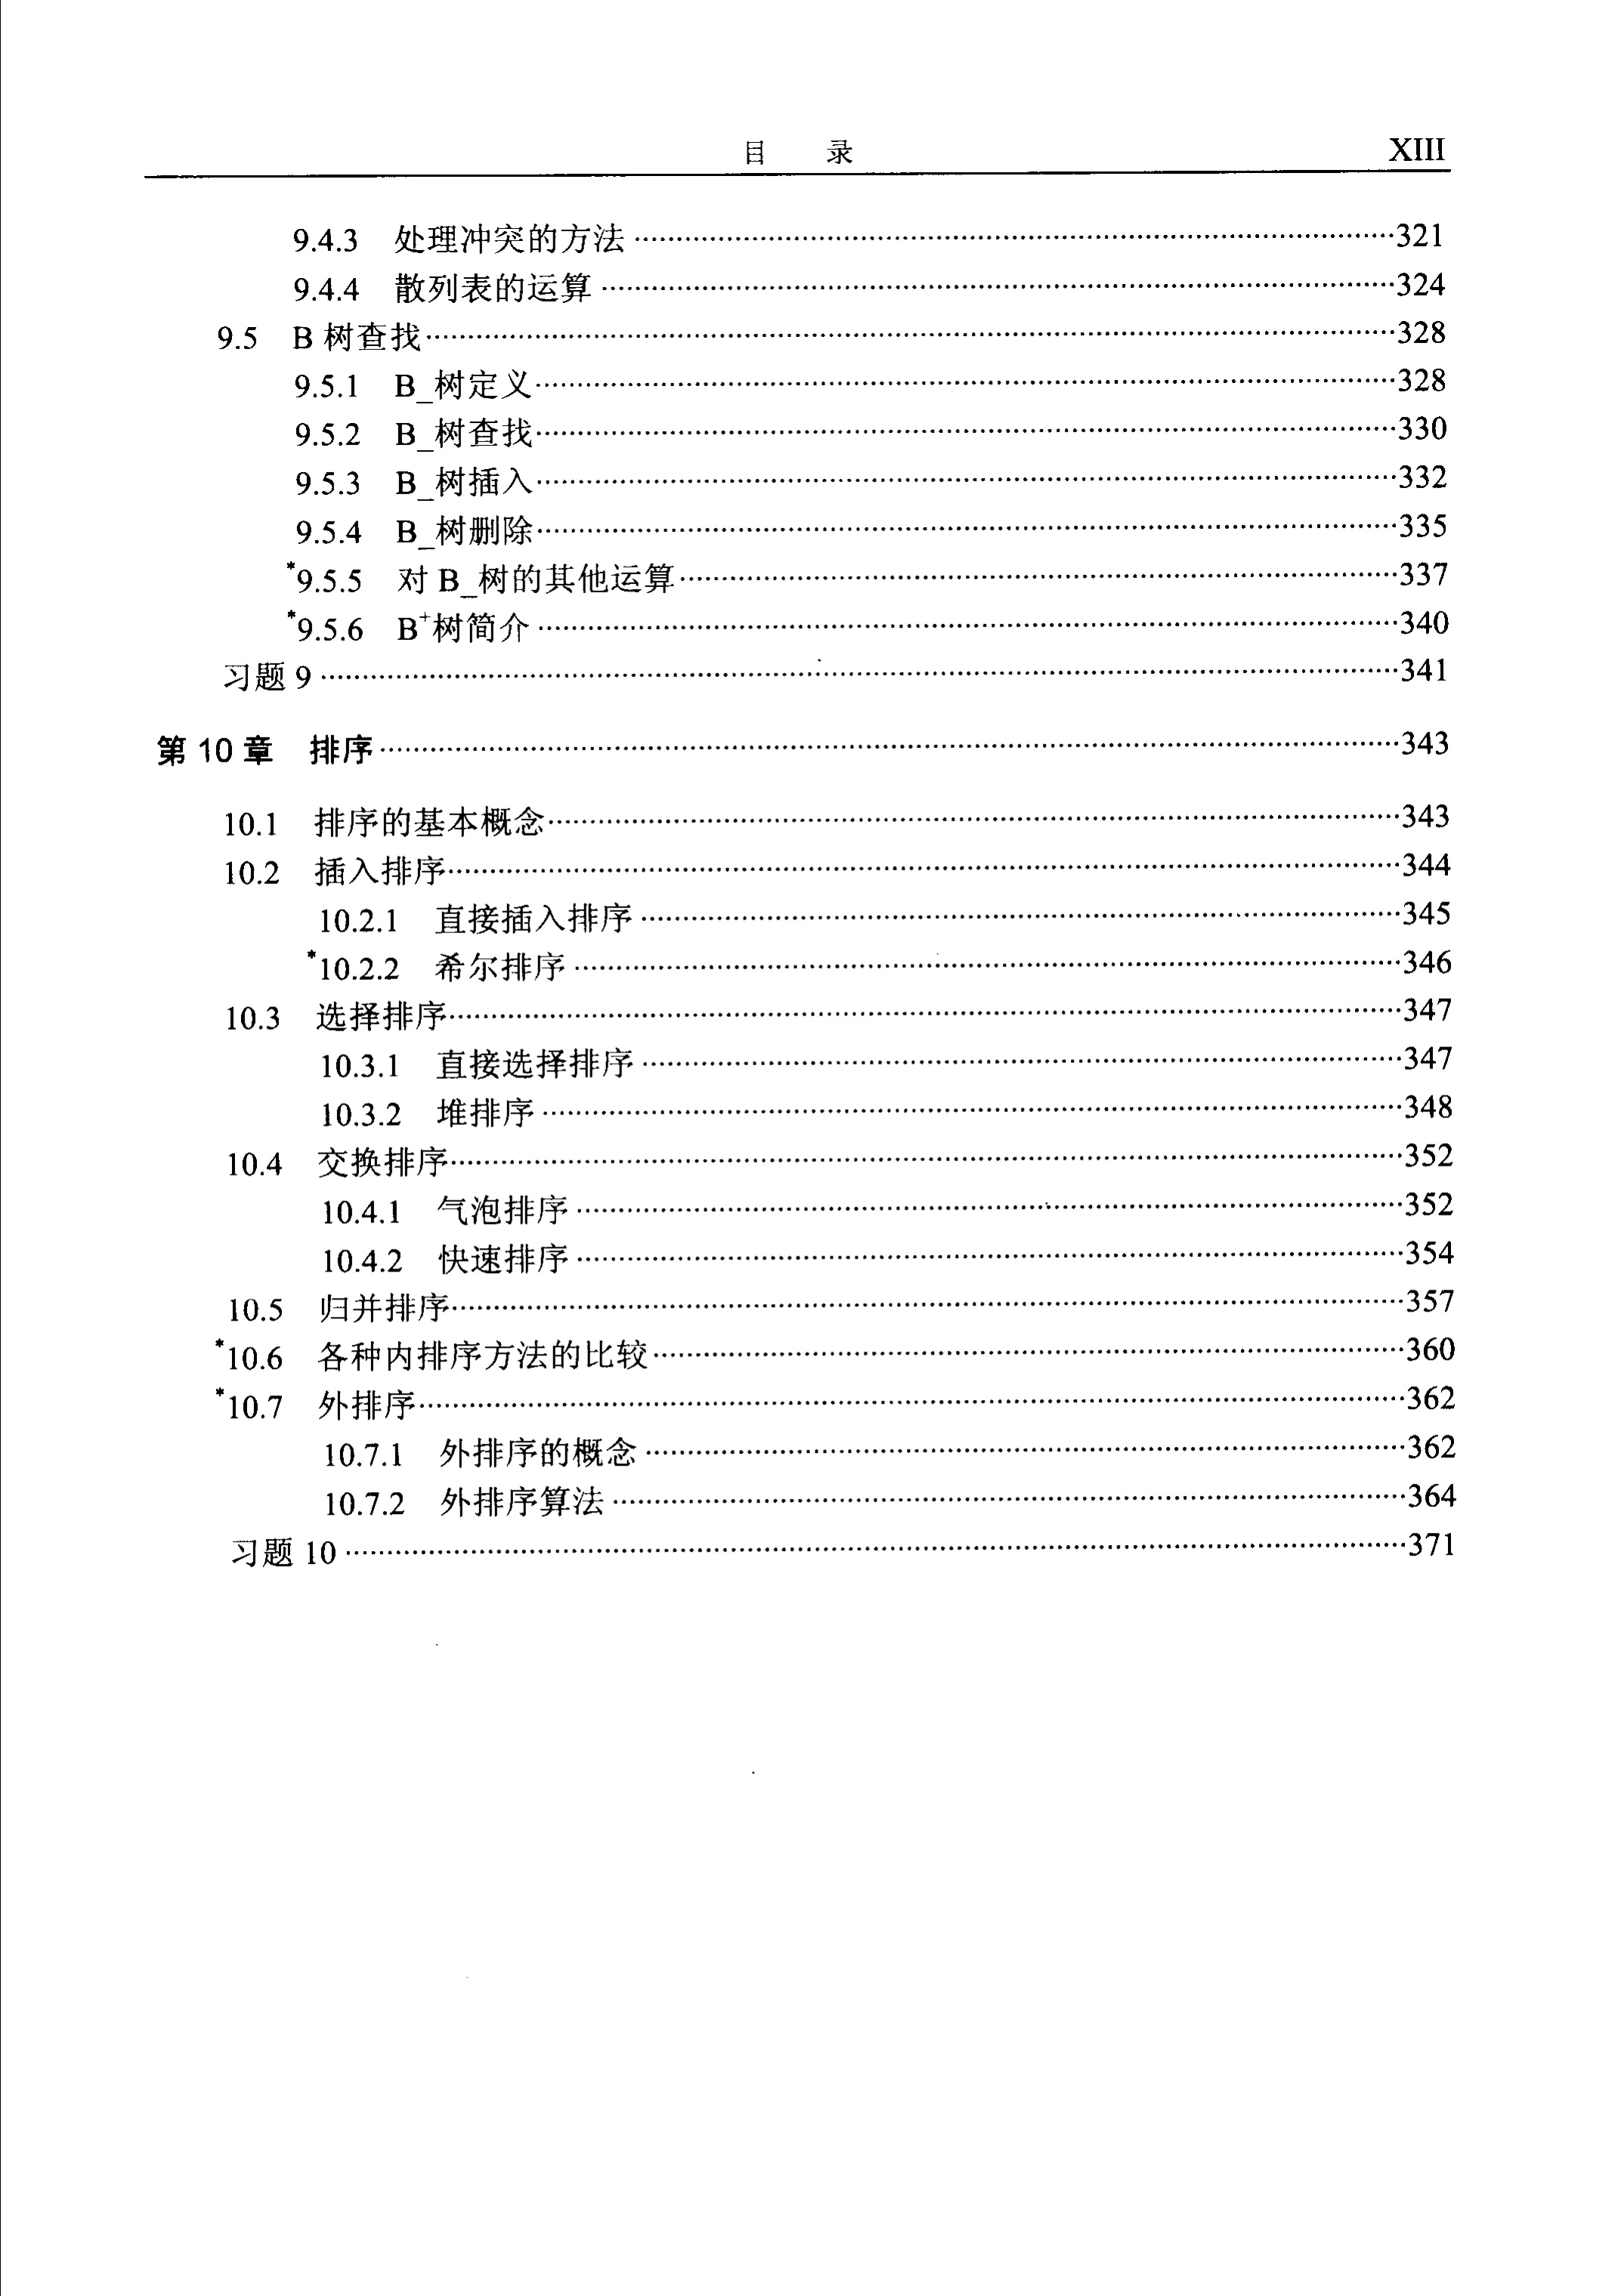 目 录 XIII
9.4.3 处理冲突的方法……321
9.4.4 散列表的运算……324
9.5 B 树查找……328
9.5.1 B_树定义……328
9.5.2 B_树查找……330
9.5.3 B_树插入……332
9.5.4 B_树删除……335
*9.5.5 对 B_树的其他运算……337
*9.5.6 B⁺树简介……340
习题 9……341
第 10 章 排序……343
10.1 排序的基本概念……343
10.2 插入排序……344
10.2.1 直接插入排序……345
*10.2.2 希尔排序……346
10.3 选择排序……347
10.3.1 直接选择排序……347
10.3.2 堆排序……348
10.4 交换排序……352
10.4.1 气泡排序……352
10.4.2 快速排序……354
10.5 归并排序……357
*10.6 各种内排序方法的比较……360
*10.7 外排序……362
10.7.1 外排序的概念……362
10.7.2 外排序算法……364
习题 10……371